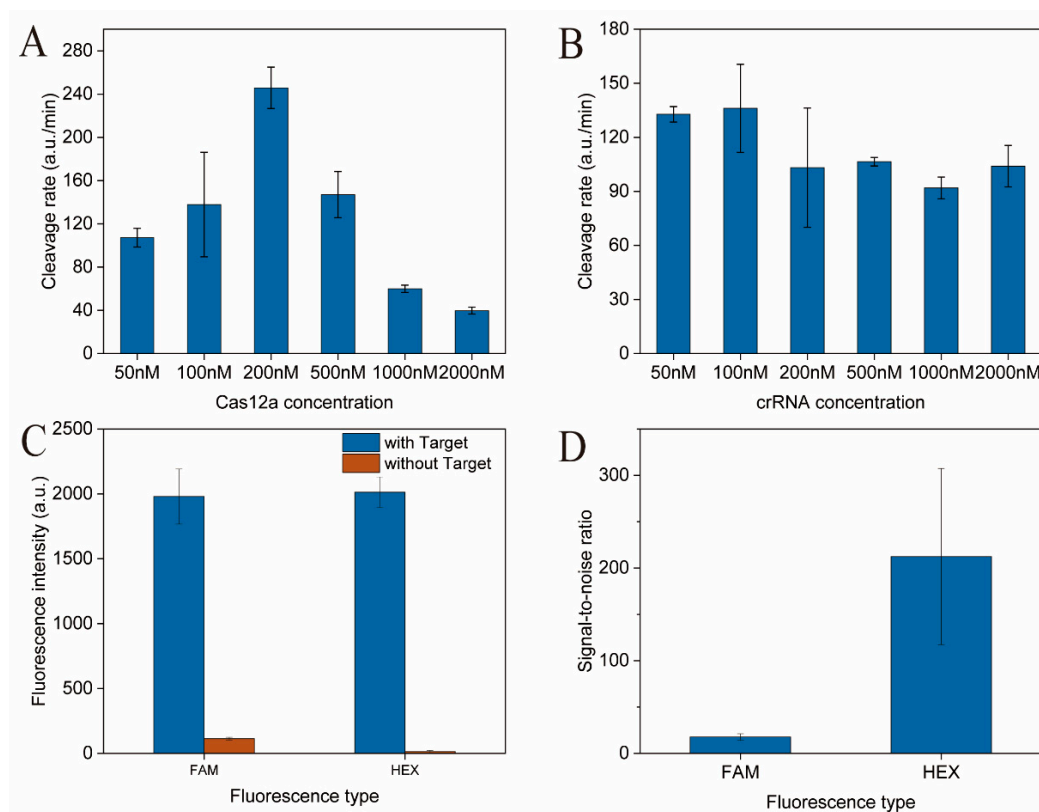 A
Cleavage rate (a.u./min)
280
240
200
160
120
80
40
0
50nM 100nM 200nM 500nM 1000nM 2000nM
Cas12a concentration
B
Cleavage rate (a.u./min)
180
150
120
90
60
30
0
50nM 100nM 200nM 500nM 1000nM 2000nM
crRNA concentration
C
Fluorescence intensity (a.u.)
2500
2000
1500
1000
500
0
with Target
without Target
FAM HEX
Fluorescence type
D
Signal-to-noise ratio
300
200
100
0
FAM HEX
Fluorescence type